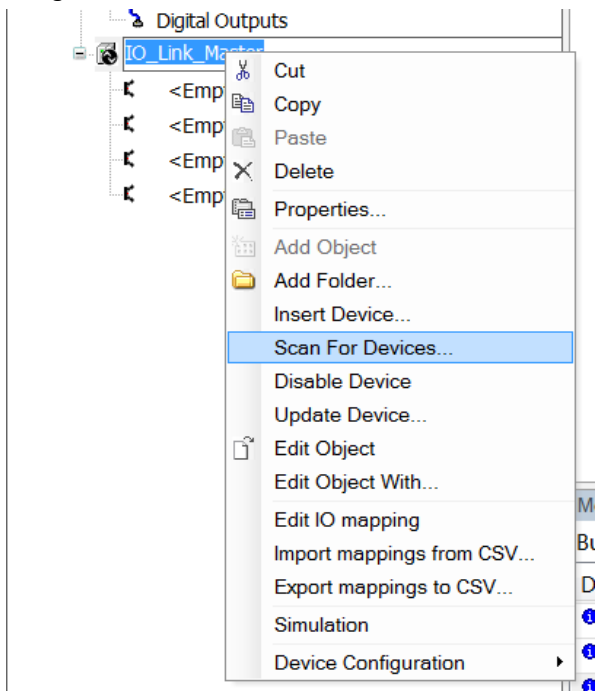 Digital Outputs
IO_Link_Master
<Emp
<Emp
<Emp
<Emp
Cut
Copy
Paste
Delete
Properties...
Add Object
Add Folder...
Insert Device...
Scan For Devices...
Disable Device
Update Device...
Edit Object
Edit Object With...
Edit IO mapping
Import mappings from CSV...
Export mappings to CSV...
Simulation
Device Configuration
M
Bu
D